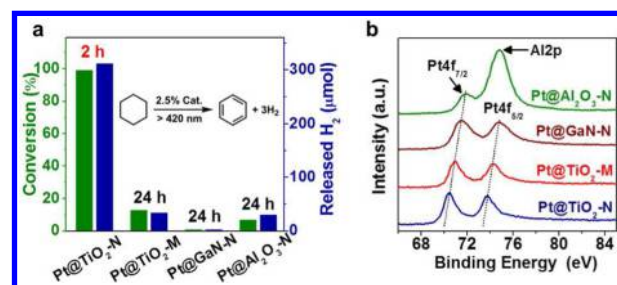 a
Conversion (%)
100
80
60
40
20
0
2 h
24 h
24 h
24 h
2.5% Cat.
> 420 nm
+ 3H₂
300
200
100
0
Released H₂ (μmol)
Pt@TiO₂-N
Pt@TiO₂-M
Pt@GaN-N
Pt@Al₂O₃-N
b
Intensity (a.u.)
Al2p
Pt4f₇/₂
Pt4f₅/₂
Pt@Al₂O₃-N
Pt@GaN-N
Pt@TiO₂-M
Pt@TiO₂-N
68 72 76 80 84
Binding Energy (eV)